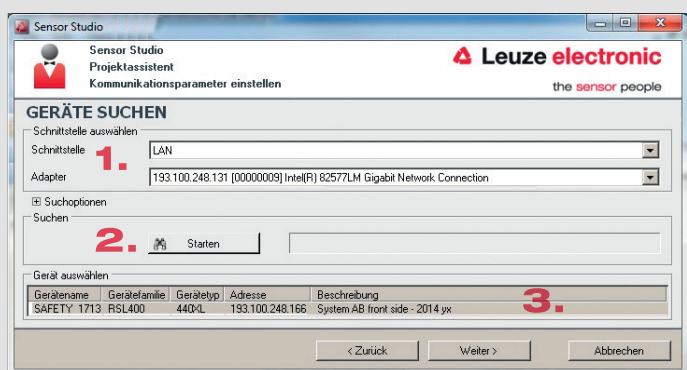 Sensor Studio
Sensor Studio
Projektassistent
Kommunikationsparameter einstellen
Leuze electronic
the sensor people
GERÄTE SUCHEN
Schnittstelle auswählen
Schnittstelle
1.
LAN
Adapter
193.100.248.131 [00000009] Intel(R) 82577LM Gigabit Network Connection
Suchoptionen
Suchen
2.
Starten
Gerät auswählen
Gerätename Gerätefamilie Gerätetyp Adresse Beschreibung
SAFETY 1713 RSL400 440XL 193.100.248.166 System AB front side - 2014 yx
3.
< Zurück Weiter > Abbrechen